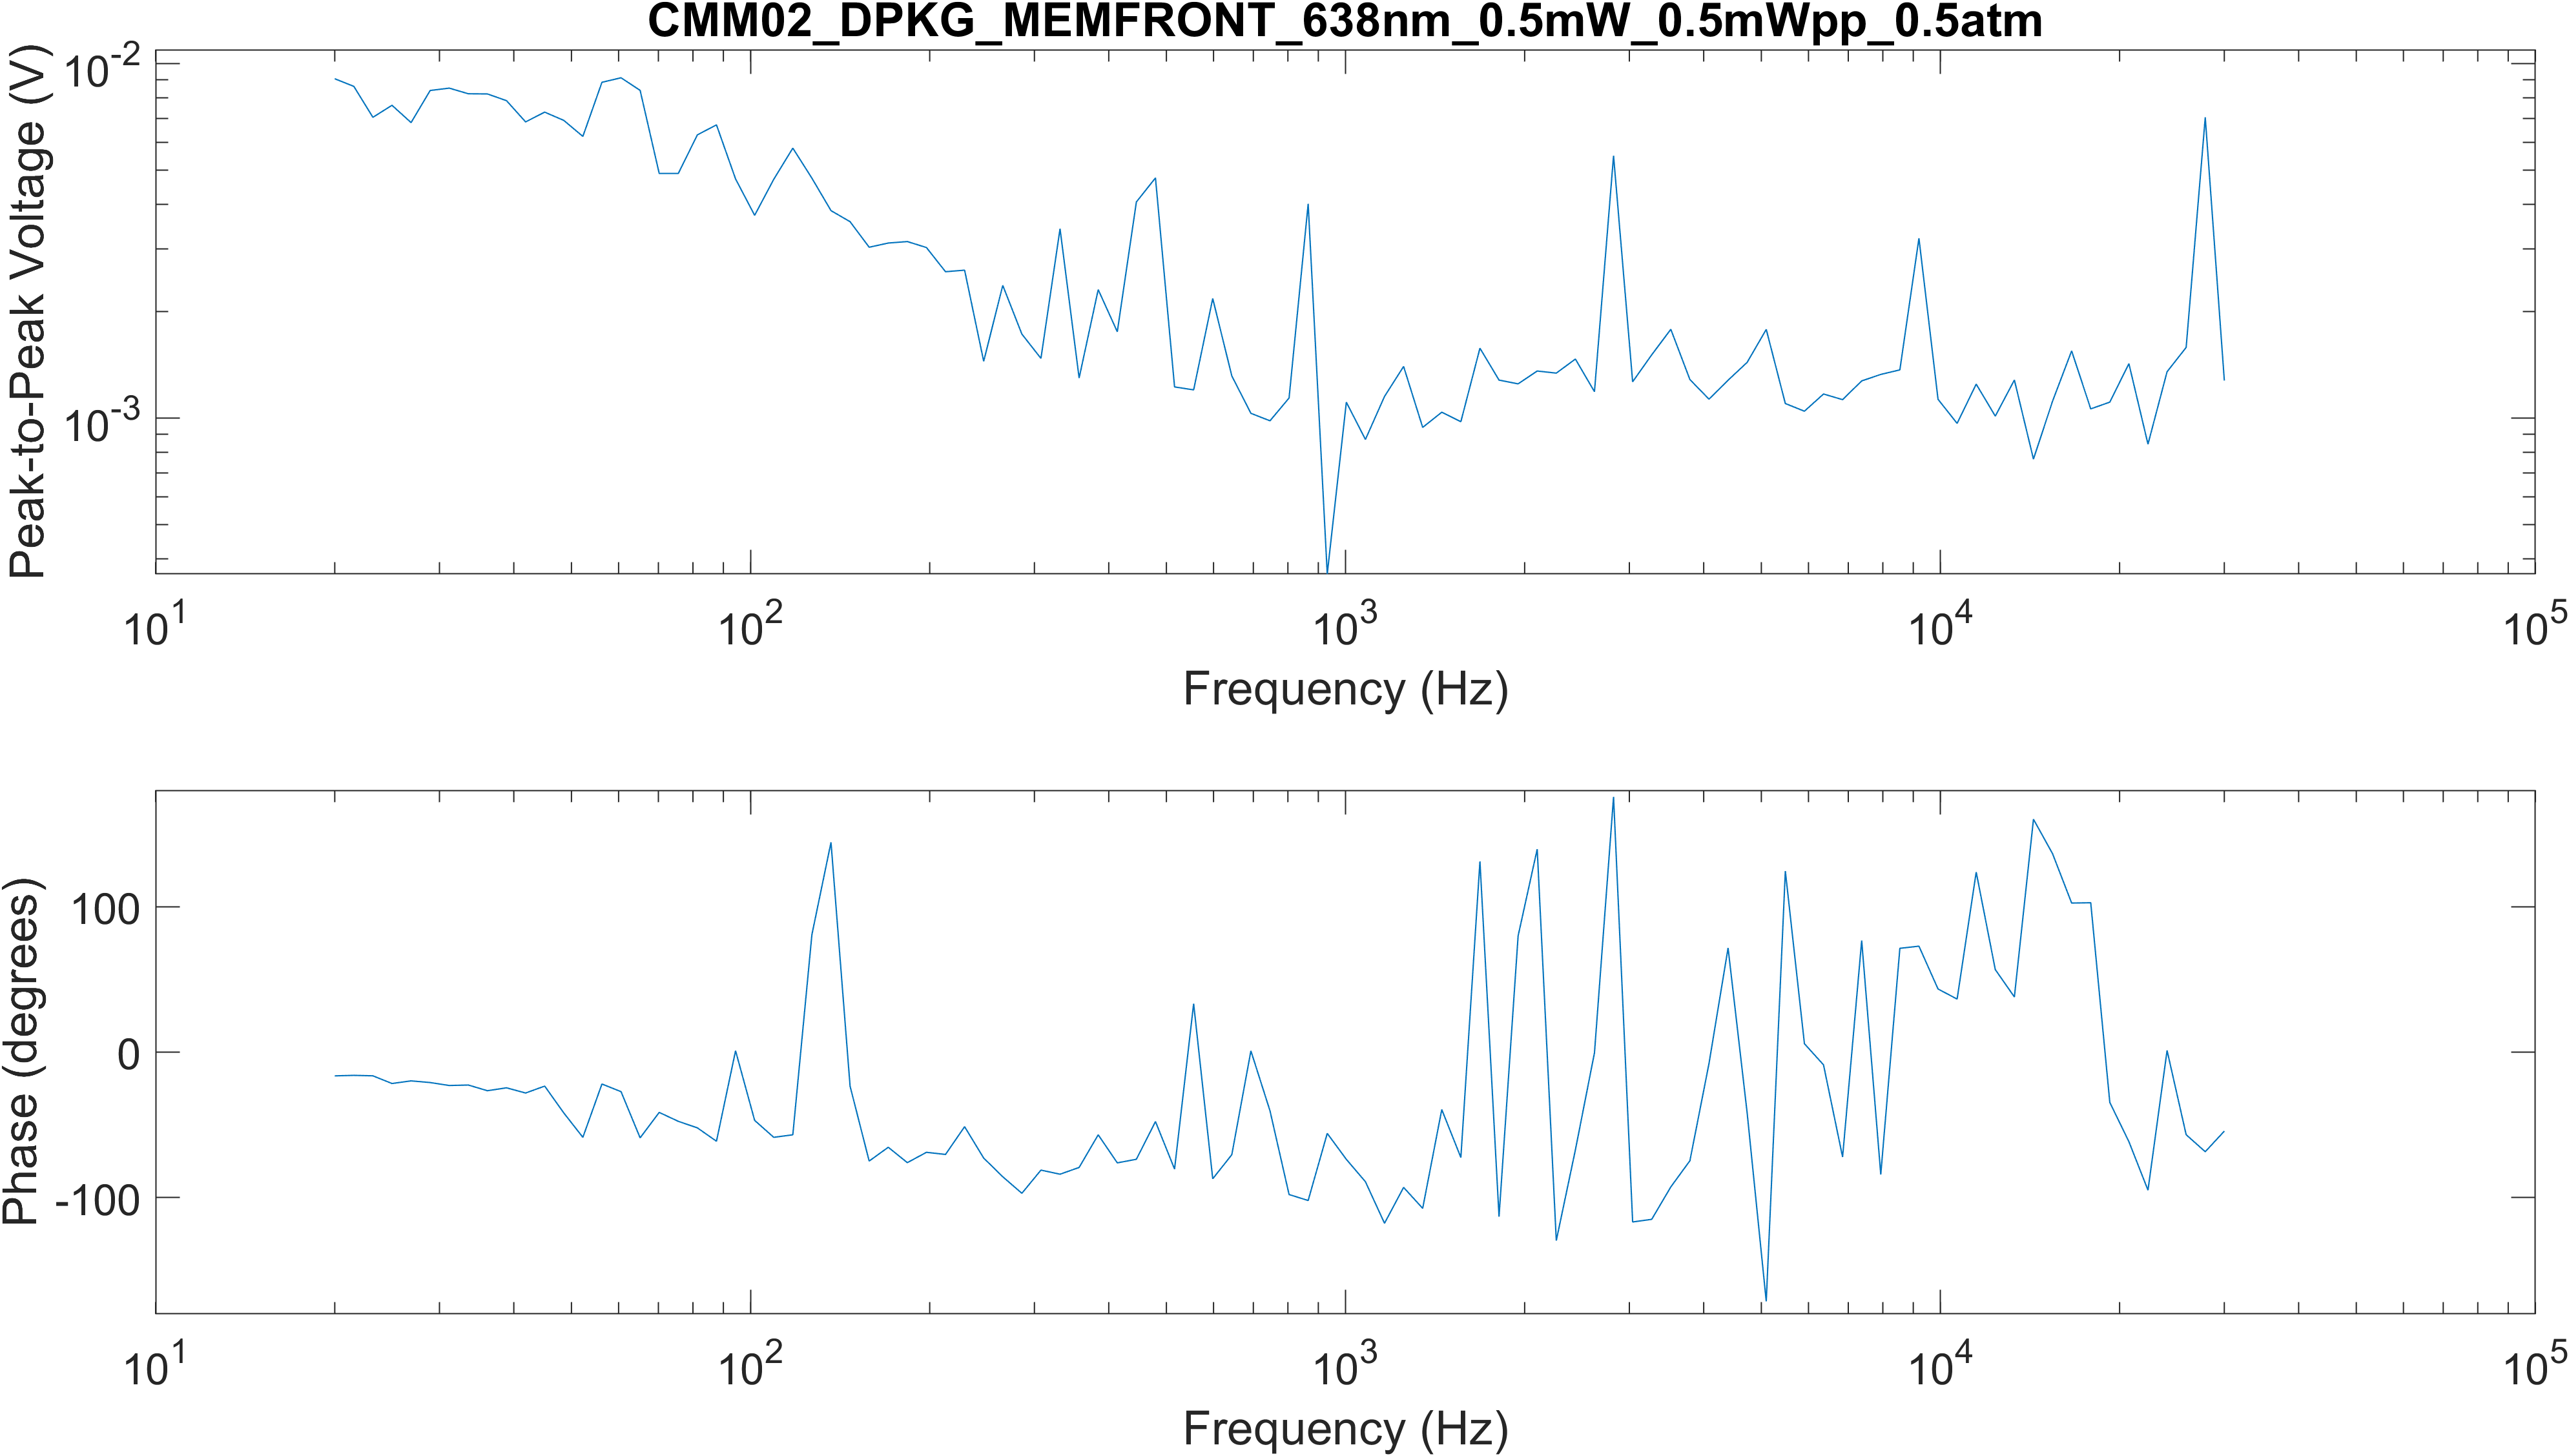 CMM02_DPKG_MEMFRONT_638nm_0.5mW_0.5mWpp_0.5atm
Peak-to-Peak Voltage (V)
10-2
10-3
101 102 103 104 105
Frequency (Hz)
Phase (degrees)
100
0
-100
101 102 103 104 105
Frequency (Hz)